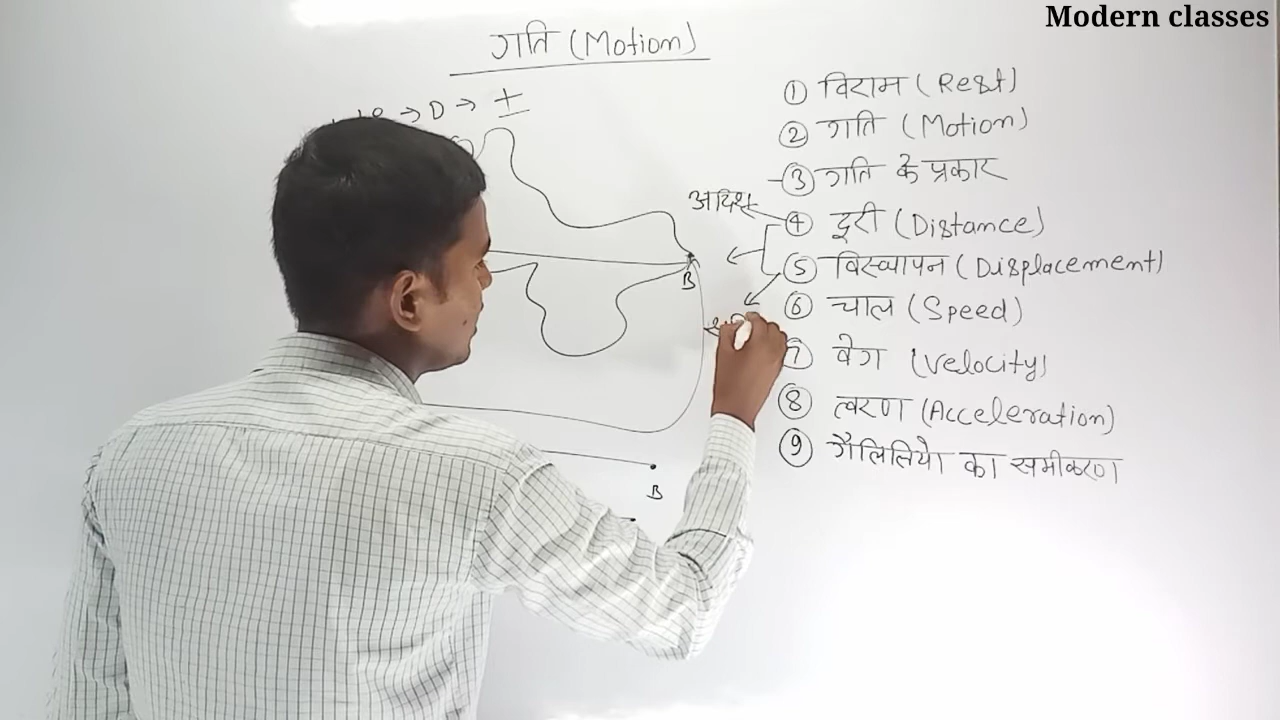 Modern classes
गति (Motion)
→ D → +
① विराम (Rest)
② गति (Motion)
③ गति के प्रकार
अदिश
④ दूरी (Distance)
⑤ विस्थापन (Displacement)
B
⑥ चाल (Speed)
7 वेग (Velocity)
⑧ त्वरण (Acceleration)
⑨ गैलिलियो का समीकरण
B